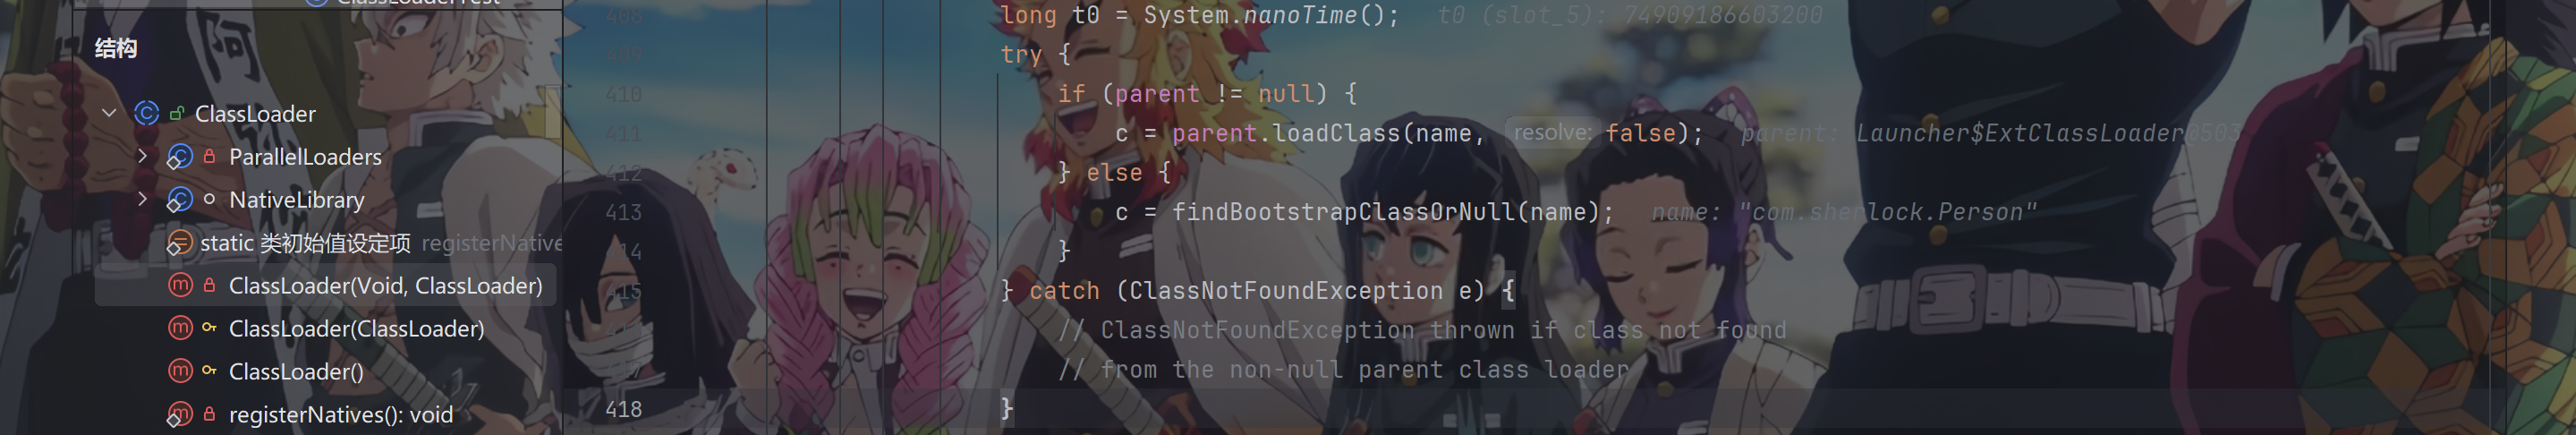 ClassLoaderTest
结构
ClassLoader
ParallelLoaders
NativeLibrary
static 类初始值设定项 registerNative
ClassLoader(Void, ClassLoader)
ClassLoader(ClassLoader)
ClassLoader()
registerNatives(): void
408 long t0 = System.nanoTime(); t0 (slot_5): 74909186603200
409 try {
410 if (parent != null) {
411 c = parent.loadClass(name, resolve: false); parent: Launcher$ExtClassLoader@503
412 } else {
413 c = findBootstrapClassOrNull(name); name: "com.sherlock.Person"
414 }
415 } catch (ClassNotFoundException e) {
// ClassNotFoundException thrown if class not found
// from the non-null parent class loader
418 }